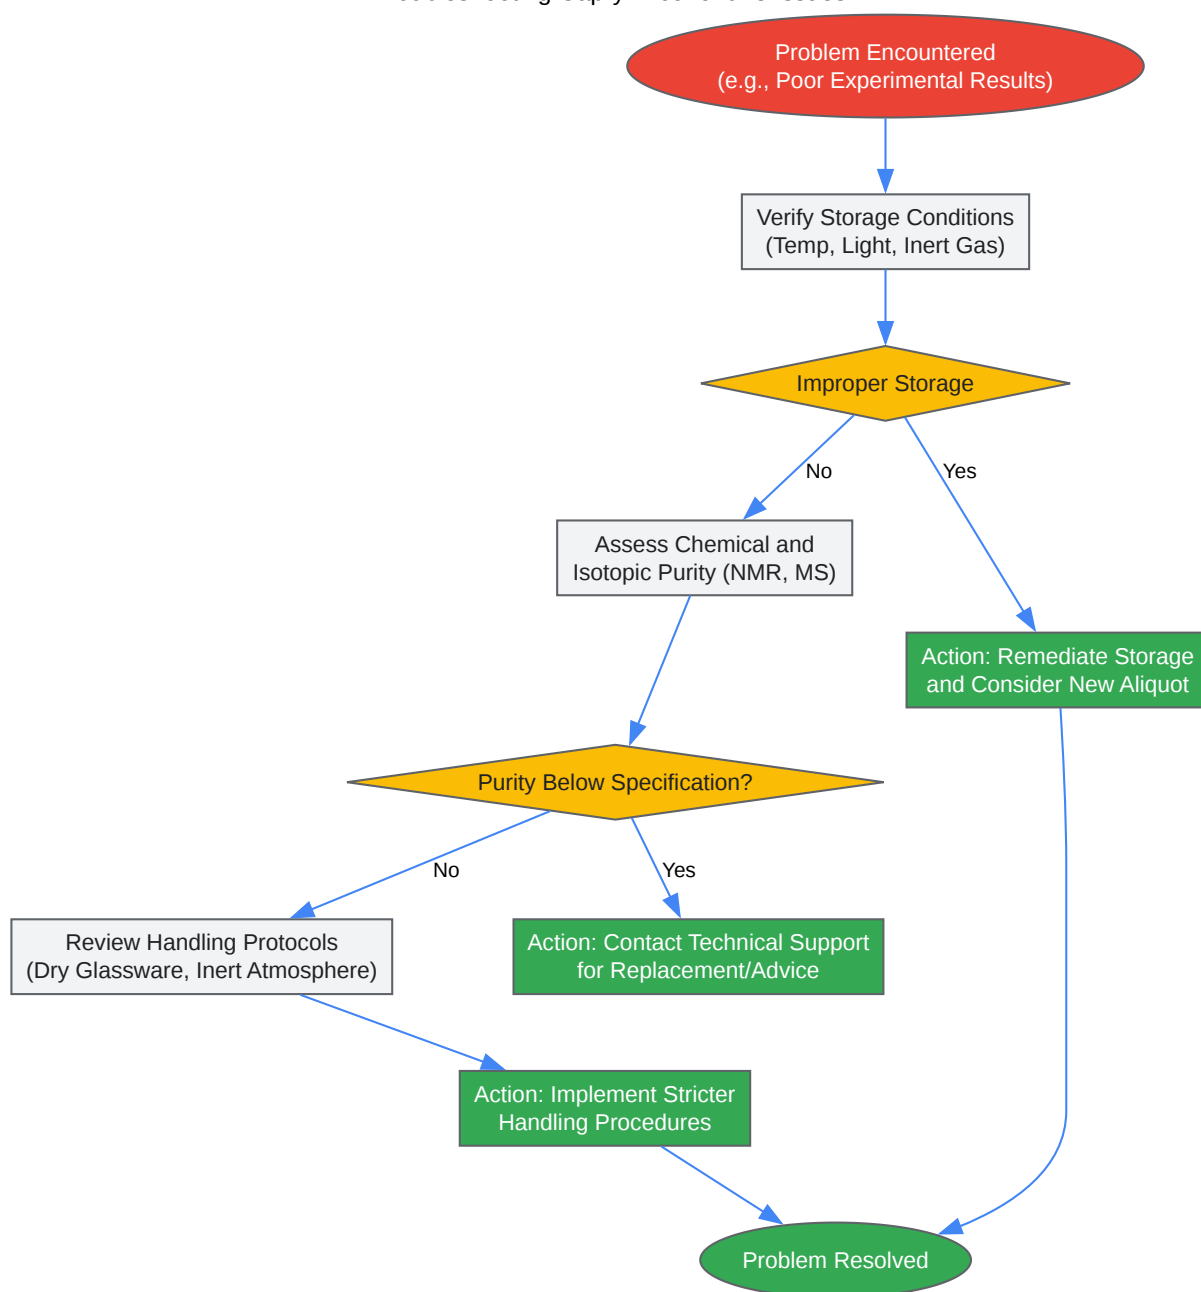 Problem Encountered
(e.g., Poor Experimental Results)
Verify Storage Conditions
(Temp, Light, Inert Gas)
Improper Storage
No
Yes
Assess Chemical and
Isotopic Purity (NMR, MS)
Action: Remediate Storage
and Consider New Aliquot
Purity Below Specification?
No
Yes
Review Handling Protocols
(Dry Glassware, Inert Atmosphere)
Action: Contact Technical Support
for Replacement/Advice
Action: Implement Stricter
Handling Procedures
Problem Resolved